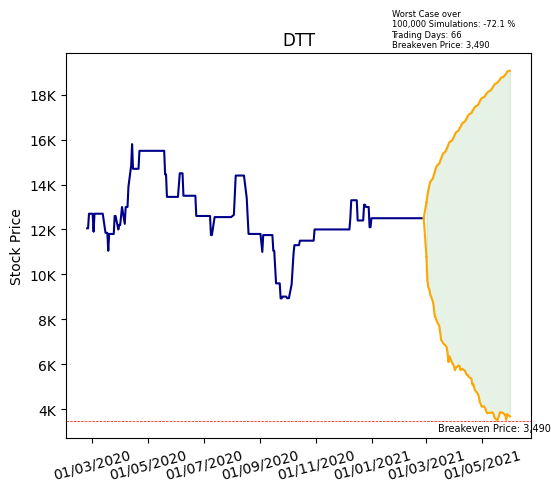 Worst Case over
100,000 Simulations: -72.1 %
Trading Days: 66
Breakeven Price: 3,490
DTT
Stock Price
18K
16K
14K
12K
10K
8K
6K
4K
Breakeven Price: 3,490
01/03/2020
01/05/2020
01/07/2020
01/09/2020
01/11/2020
01/01/2021
01/03/2021
01/05/2021